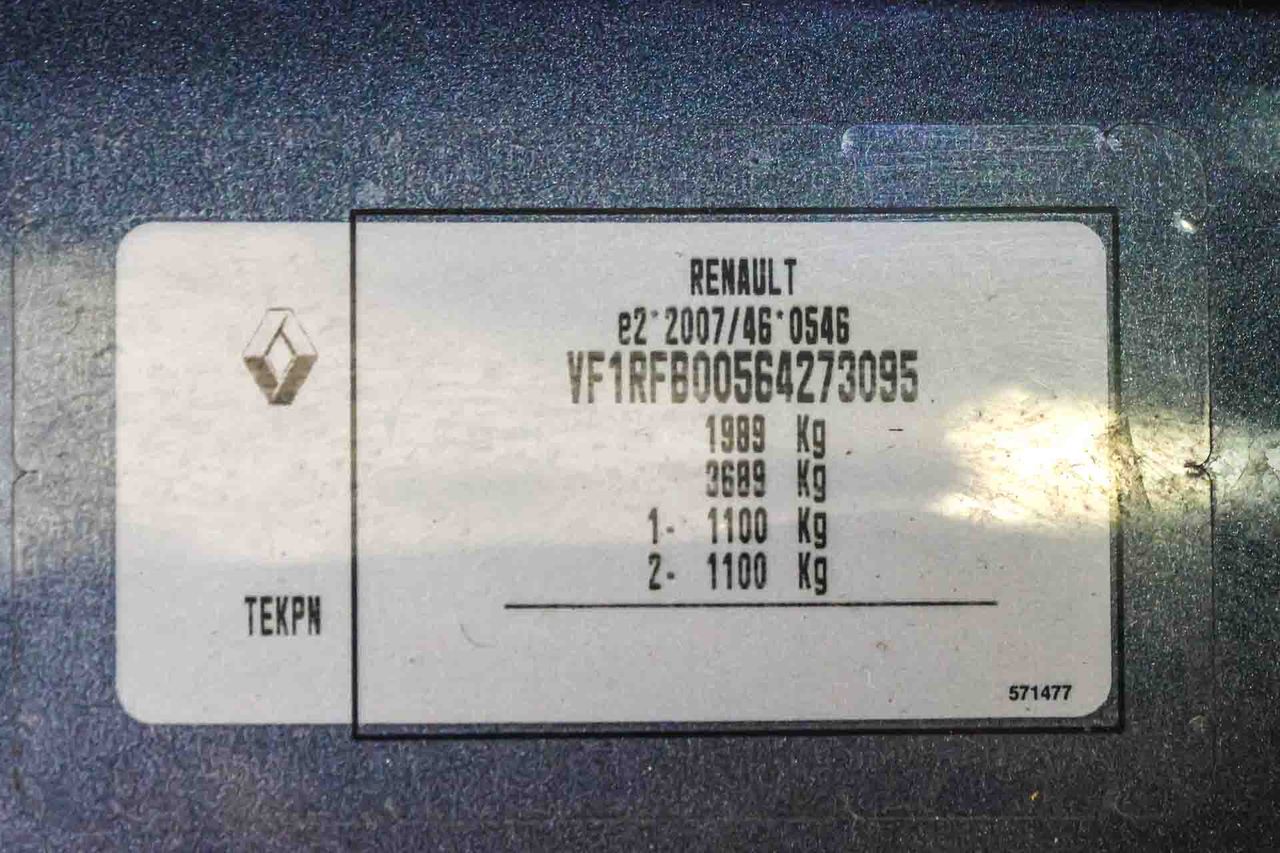 RENAULT
e2*2007/46*0546
VF1RFB00564273095
1989 Kg
3689 Kg
1- 1100 Kg
2- 1100 Kg
TEKPN
571477